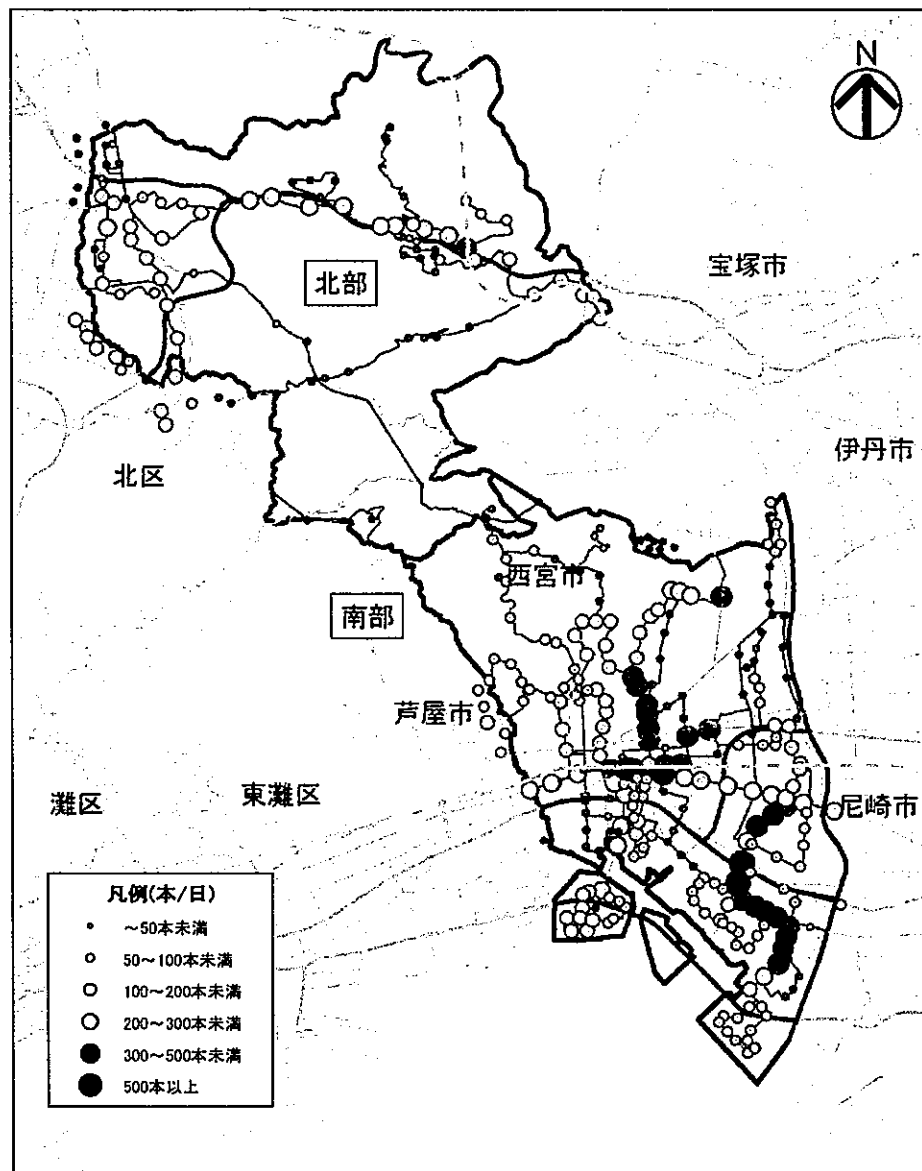 N
北部
宝塚市
伊丹市
北区
西宮市
南部
芦屋市
灘区
東灘区
尼崎市
凡例(本/日)
~50本未満
50~100本未満
100~200本未満
200~300本未満
300~500本未満
500本以上